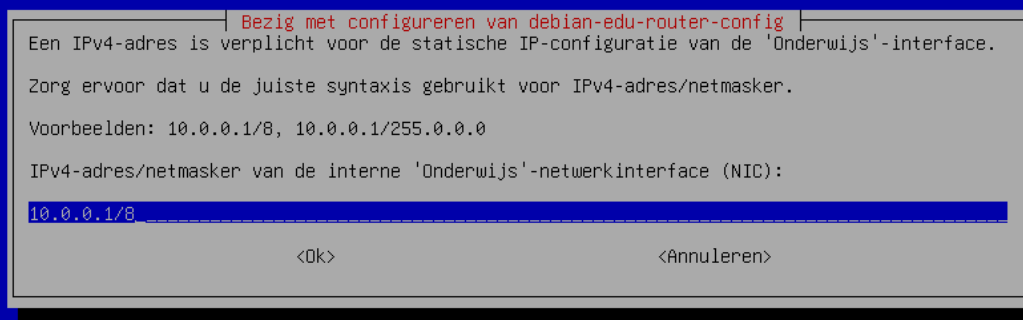 Bezig met configureren van debian-edu-router-config
Een IPv4-adres is verplicht voor de statische IP-configuratie van de 'Onderwijs'-interface.
Zorg ervoor dat u de juiste syntaxis gebruikt voor IPv4-adres/netmasker.
Voorbeelden: 10.0.0.1/8, 10.0.0.1/255.0.0.0
IPv4-adres/netmasker van de interne 'Onderwijs'-netwerkinterface (NIC):
10.0.0.1/8
<Ok> <Annuleren>